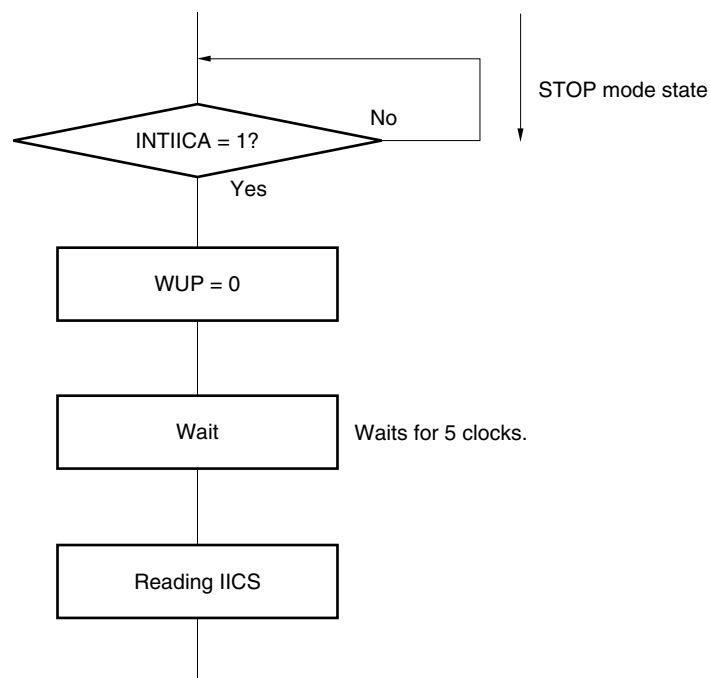 STOP mode state
No
INTIICA = 1?
Yes
WUP = 0
Wait
Waits for 5 clocks.
Reading IICS